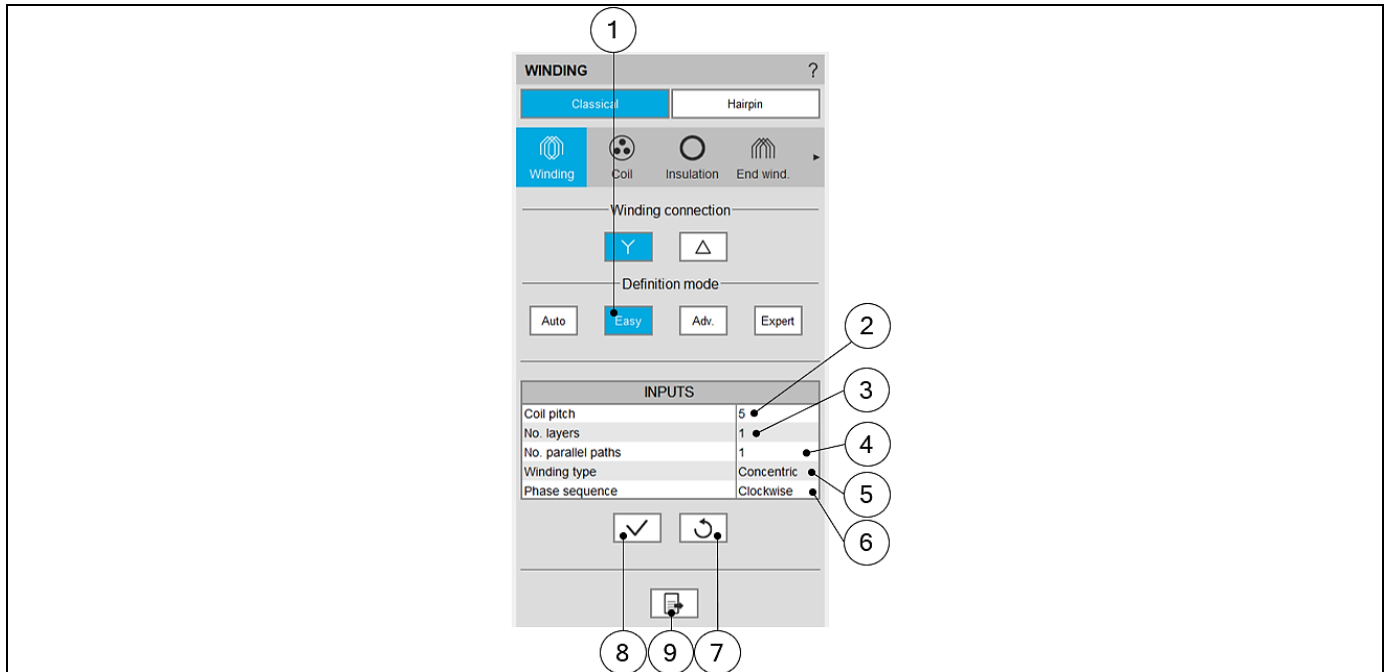 1
WINDING ?
Classical Hairpin
Winding Coil Insulation End wind.
Winding connection
Definition mode
Auto Easy Adv. Expert
2
INPUTS
3
Coil pitch 5
No. layers 1
4
No. parallel paths 1
Winding type Concentric
5
Phase sequence Clockwise
6
8 9 7